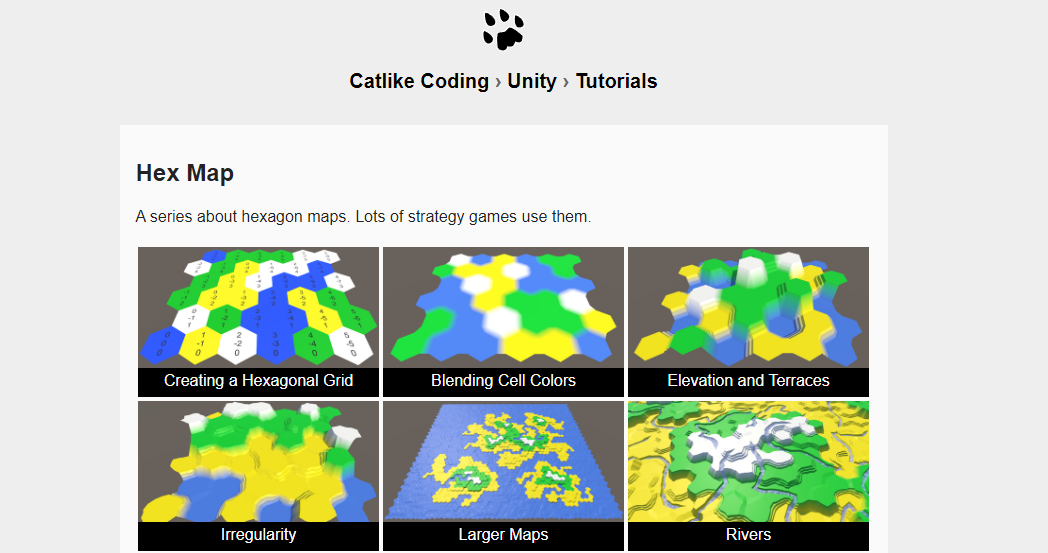 Catlike Coding › Unity › Tutorials
Hex Map
A series about hexagon maps. Lots of strategy games use them.
Creating a Hexagonal Grid
Blending Cell Colors
Elevation and Terraces
Irregularity
Larger Maps
Rivers